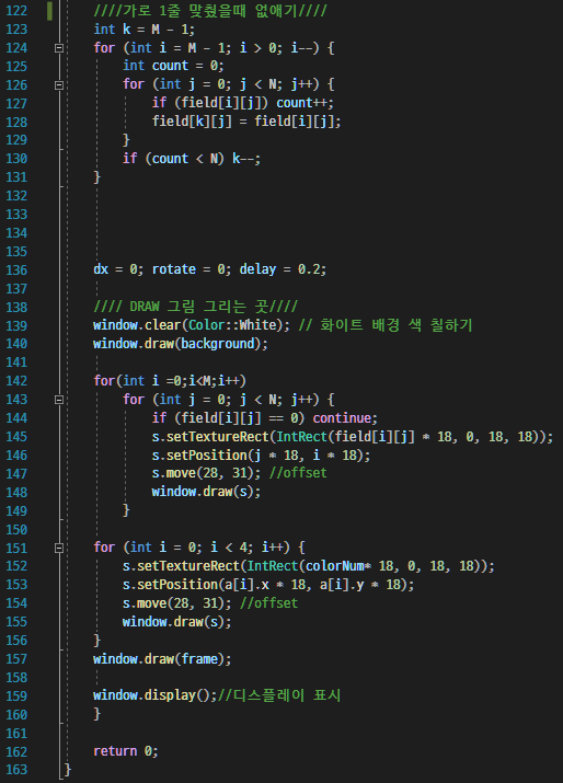 122 ////가로 1줄 맞췄을때 없애기////
123 int k = M - 1;
124 for (int i = M - 1; i > 0; i--) {
125 int count = 0;
126 for (int j = 0; j < N; j++) {
127 if (field[i][j]) count++;
128 field[k][j] = field[i][j];
129 }
130 if (count < N) k--;
131 }
132
133
134
135
136 dx = 0; rotate = 0; delay = 0.2;
137
138 //// DRAW 그림 그리는 곳////
139 window.clear(Color::White); // 화이트 배경 색 칠하기
140 window.draw(background);
141
142 for(int i =0;i<M;i++)
143 for (int j = 0; j < N; j++) {
144 if (field[i][j] == 0) continue;
145 s.setTextureRect(IntRect(field[i][j] * 18, 0, 18, 18));
146 s.setPosition(j * 18, i * 18);
147 s.move(28, 31); //offset
148 window.draw(s);
149 }
150
151 for (int i = 0; i < 4; i++) {
152 s.setTextureRect(IntRect(colorNum* 18, 0, 18, 18));
153 s.setPosition(a[i].x * 18, a[i].y * 18);
154 s.move(28, 31); //offset
155 window.draw(s);
156 }
157 window.draw(frame);
158
159 window.display();//디스플레이 표시
160 }
161
162 return 0;
163 }